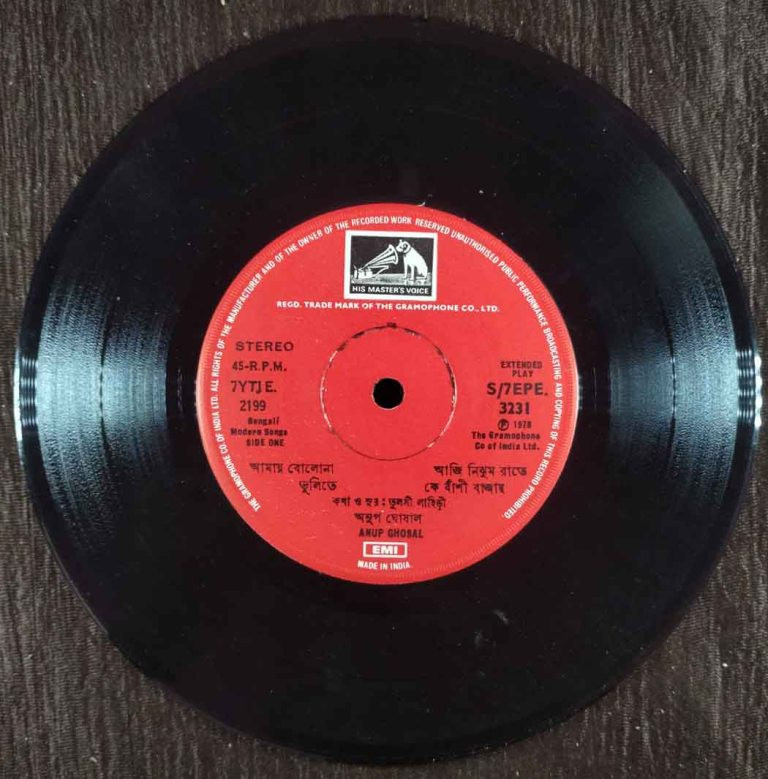 THE GRAMOPHONE CO. OF INDIA LTD. ALL RIGHTS OF THE MANUFACTURER AND OF THE OWNER OF THE RECORDED WORK RESERVED UNAUTHORISED PUBLIC PERFORMANCE BROADCASTING AND COPYING OF THIS RECORD PROHIBITED
HIS MASTER'S VOICE
REGD. TRADE MARK OF THE GRAMOPHONE CO., LTD.
STEREO
45-R.P.M.
7YTJE.
2199
Bengali
Modern Songs
SIDE ONE
EXTENDED
PLAY
S/7EPE.
3231
Ⓟ 1978
The Gramophone
Co of India Ltd.
আমায় বোলোনা
ভুলিতে
আজি নিঝুম রাতে
কে বাঁশী বাজায়
কথা ও সুর : তুলসী লাহিড়ী
অনুপ ঘোষাল
ANUP GHOSAL
EMI
MADE IN INDIA